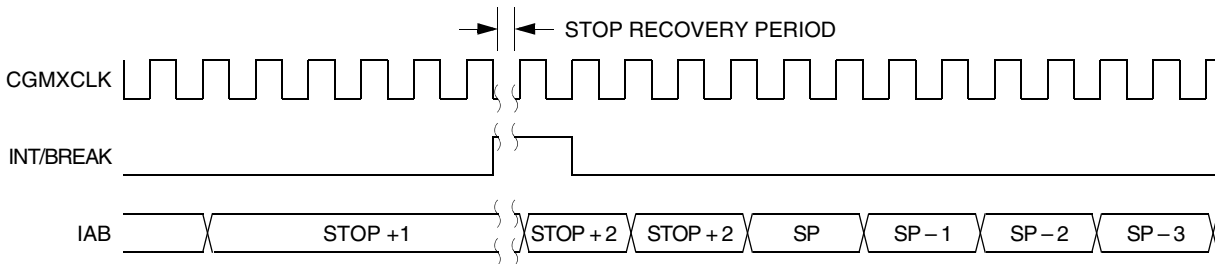 STOP RECOVERY PERIOD
CGMXCLK
INT/BREAK
IAB STOP +1 STOP + 2 STOP + 2 SP SP – 1 SP – 2 SP – 3